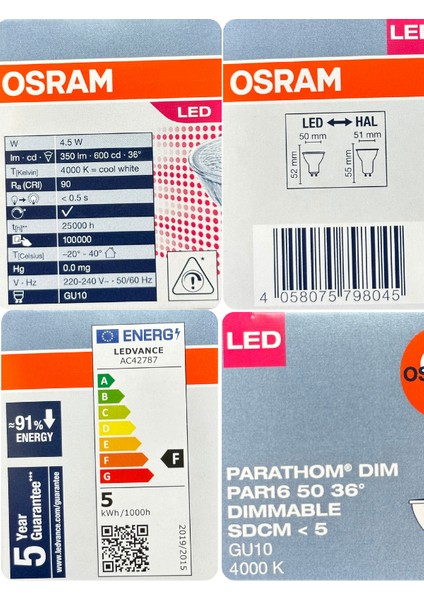 OSRAM
LED
W 4.5 W
lm · cd · 350 lm · 600 cd · 36°
T[Kelvin] 4000 K = cool white
Ra (CRI) 90
< 0.5 s
✓
t[h]** 25000 h
100000
T[Celsius] –20° - 40°
Hg 0.0 mg
V · Hz 220-240 V~ · 50/60 Hz
GU10
LED
OSRAM
LED ↔ HAL
50 mm 51 mm
52 mm 55 mm
4 058075 798045
≈91%
ENERGY
5 Year Guarantee**
www.ledvance.com/guarantee
ENERG
LEDVANCE
AC42787
A
B
C
D
E
F
G
F
5
kWh/1000h
2019/2015
LED
OS
PARATHOM® DIM
PAR16 50 36°
DIMMABLE
SDCM < 5
GU10
4000 K